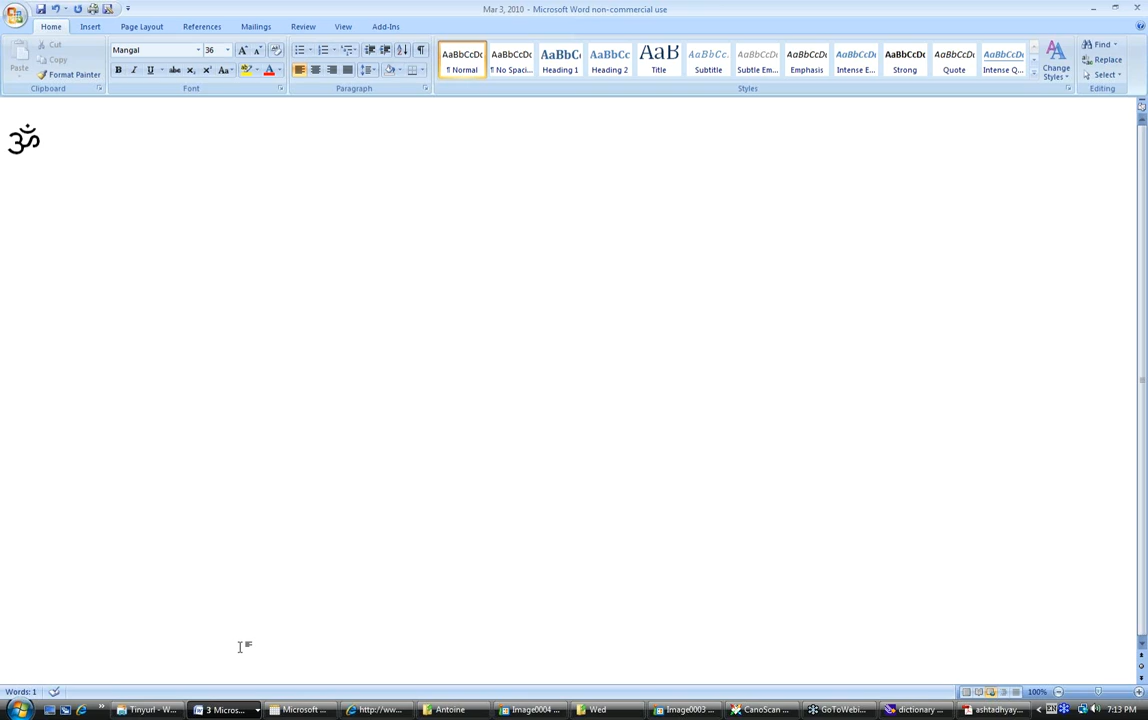 Mar 3, 2010 - Microsoft Word non-commercial use
Home Insert Page Layout References Mailings Review View Add-Ins
Paste
Cut
Copy
Format Painter
Clipboard
Mangal 36
Font
Paragraph
AaBbCcDc AaBbCcDc AaBbC AaBbCc AaB AaBbCc. AaBbCcDc AaBbCcDc AaBbCcDc AaBbCcDc AaBbCcDc AaBbCcDc
¶ Normal ¶ No Spaci... Heading 1 Heading 2 Title Subtitle Subtle Em... Emphasis Intense E... Strong Quote Intense Q...
Change
Styles
Styles
Find
Replace
Select
Editing
ॐ
Words: 1
100%
Tinyurl - W... 3 Micros... Microsoft ... http://ww... Antoine Image0004 ... Wed Image0003 ... CanoScan ... GoToWebi... dictionary ... ashtadhyay... 7:13 PM